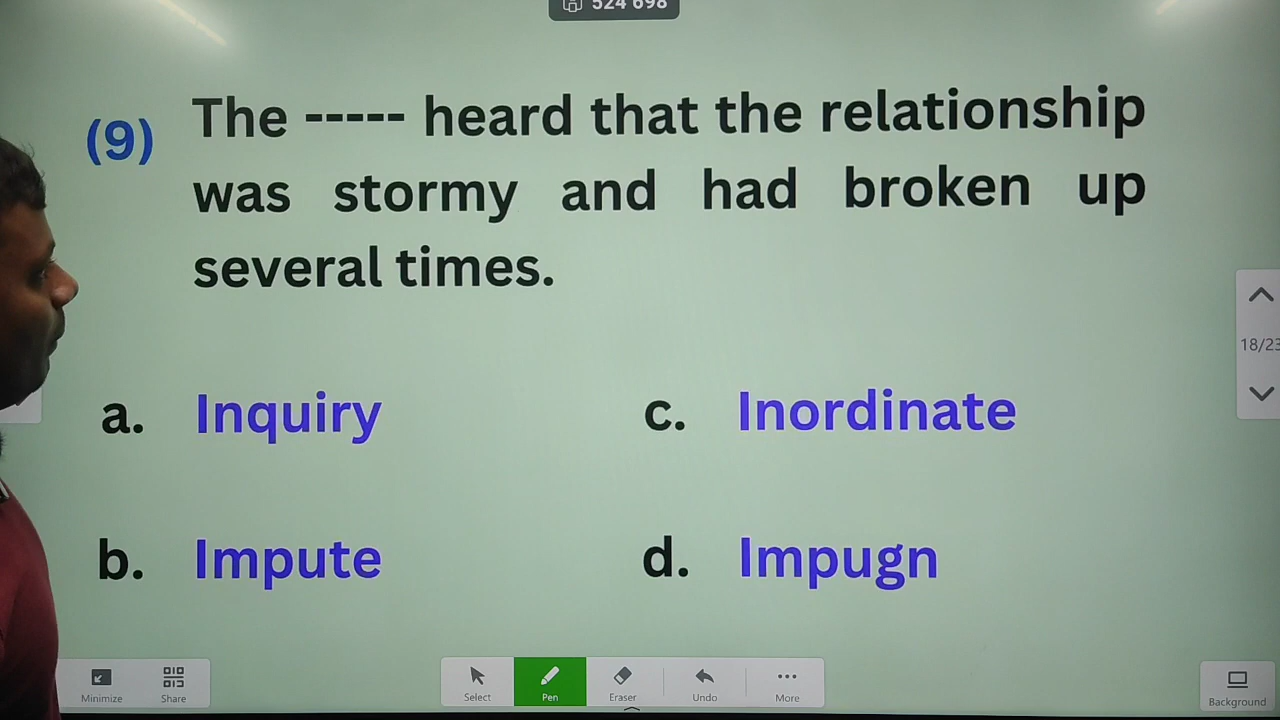 524 698
(9) The ----- heard that the relationship
was stormy and had broken up
several times.
a. Inquiry
c. Inordinate
b. Impute
d. Impugn
18/23
Minimize
Share
Select
Pen
Eraser
Undo
More
Background